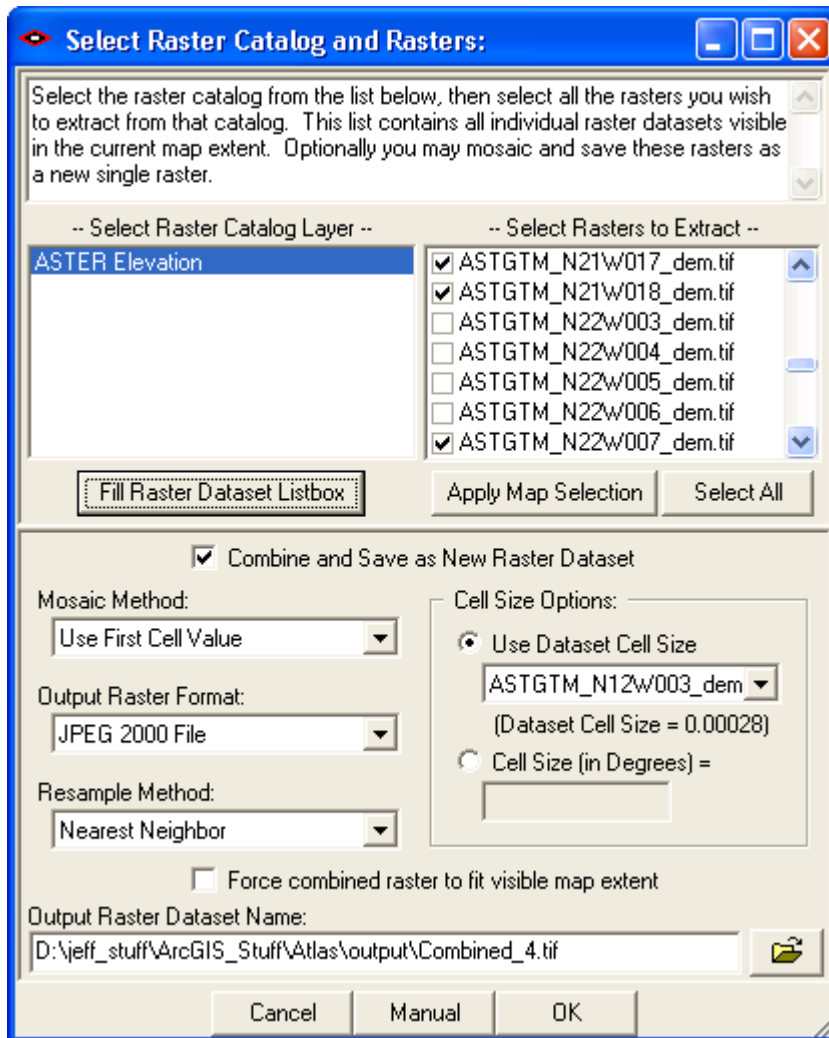 Select Raster Catalog and Rasters:
Select the raster catalog from the list below, then select all the rasters you wish
to extract from that catalog.  This list contains all individual raster datasets visible
in the current map extent.  Optionally you may mosaic and save these rasters as
a new single raster.
-- Select Raster Catalog Layer --
ASTER Elevation
-- Select Rasters to Extract --
ASTGTM_N21W017_dem.tif
ASTGTM_N21W018_dem.tif
ASTGTM_N22W003_dem.tif
ASTGTM_N22W004_dem.tif
ASTGTM_N22W005_dem.tif
ASTGTM_N22W006_dem.tif
ASTGTM_N22W007_dem.tif
Fill Raster Dataset Listbox
Apply Map Selection
Select All
Combine and Save as New Raster Dataset
Mosaic Method:
Use First Cell Value
Output Raster Format:
JPEG 2000 File
Resample Method:
Nearest Neighbor
Cell Size Options:
Use Dataset Cell Size
ASTGTM_N12W003_dem
(Dataset Cell Size = 0.00028)
Cell Size (in Degrees) =
Force combined raster to fit visible map extent
Output Raster Dataset Name:
D:\jeff_stuff\ArcGIS_Stuff\Atlas\output\Combined_4.tif
Cancel
Manual
OK